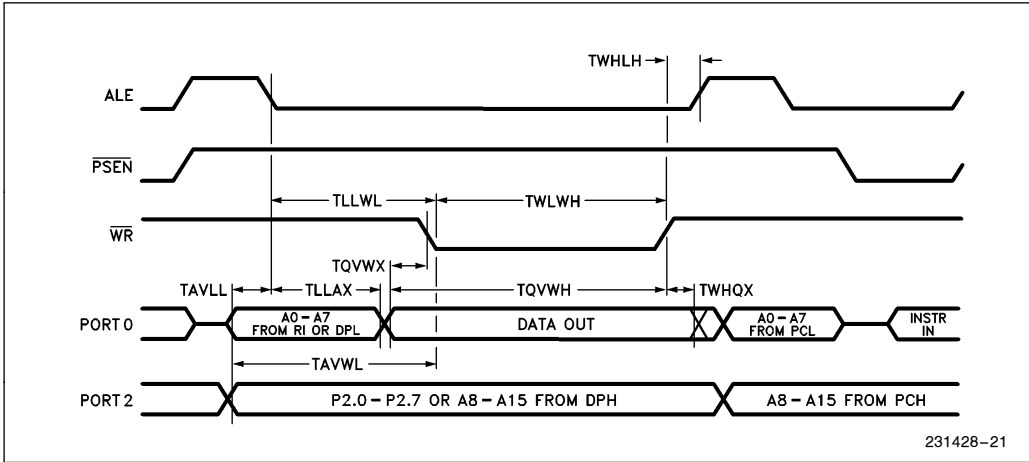 TWHLH
ALE
PSEN
TLLWL
TWLWH
WR
TQVWX
TAVLL
TLLAX
TQVWH
TWHQX
PORT 0
A0 – A7
FROM RI OR DPL
DATA OUT
A0 – A7
FROM PCL
INSTR
IN
TAVWL
PORT 2
P2.0 – P2.7 OR A8 – A15 FROM DPH
A8 – A15 FROM PCH
231428–21